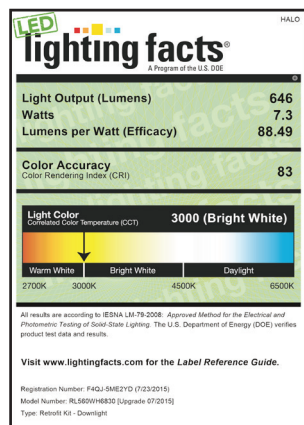 HALO
LED
lighting facts®
A Program of the U.S. DOE
Light Output (Lumens) 646
Watts 7.3
Lumens per Watt (Efficacy) 88.49
Color Accuracy
Color Rendering Index (CRI) 83
Light Color
Correlated Color Temperature (CCT) 3000 (Bright White)
Warm White Bright White Daylight
2700K 3000K 4500K 6500K
All results are according to IESNA LM-79-2008: Approved Method for the Electrical and
Photometric Testing of Solid-State Lighting. The U.S. Department of Energy (DOE) verifies
product test data and results.
Visit www.lightingfacts.com for the Label Reference Guide.
Registration Number: F4QJ-5ME2YD (7/23/2015)
Model Number: RL560WH6830 [Upgrade 07/2015]
Type: Retrofit Kit - Downlight